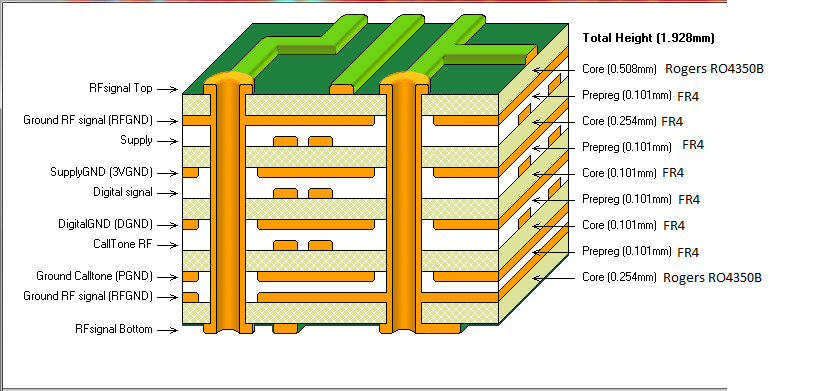 Total Height (1.928mm)
Core (0.508mm) Rogers RO4350B
RFsignal Top
Prepreg (0.101mm) FR4
Ground RF signal (RFGND)
Core (0.254mm) FR4
Supply
Prepreg (0.101mm) FR4
SupplyGND (3VGND)
Core (0.101mm) FR4
Digital signal
Prepreg (0.101mm) FR4
DigitalGND (DGND)
Core (0.101mm) FR4
CallTone RF
Prepreg (0.101mm) FR4
Ground Calltone (PGND)
Core (0.254mm) Rogers RO4350B
Ground RF signal (RFGND)
RFsignal Bottom